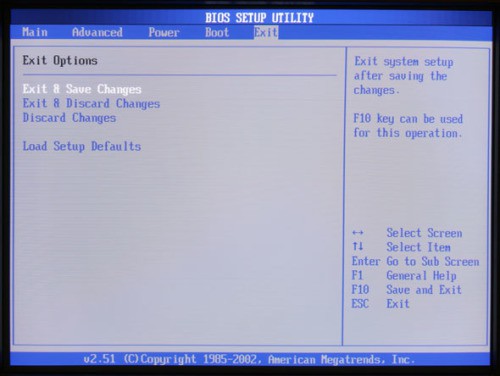 BIOS SETUP UTILITY
Main Advanced Power Boot Exit
Exit Options
Exit & Save Changes
Exit & Discard Changes
Discard Changes
Load Setup Defaults
Exit system setup
after saving the
changes.
F10 key can be used
for this operation.
↔ Select Screen
↑↓ Select Item
Enter Go to Sub Screen
F1 General Help
F10 Save and Exit
ESC Exit
v2.51 (C)Copyright 1985-2002, American Megatrends, Inc.